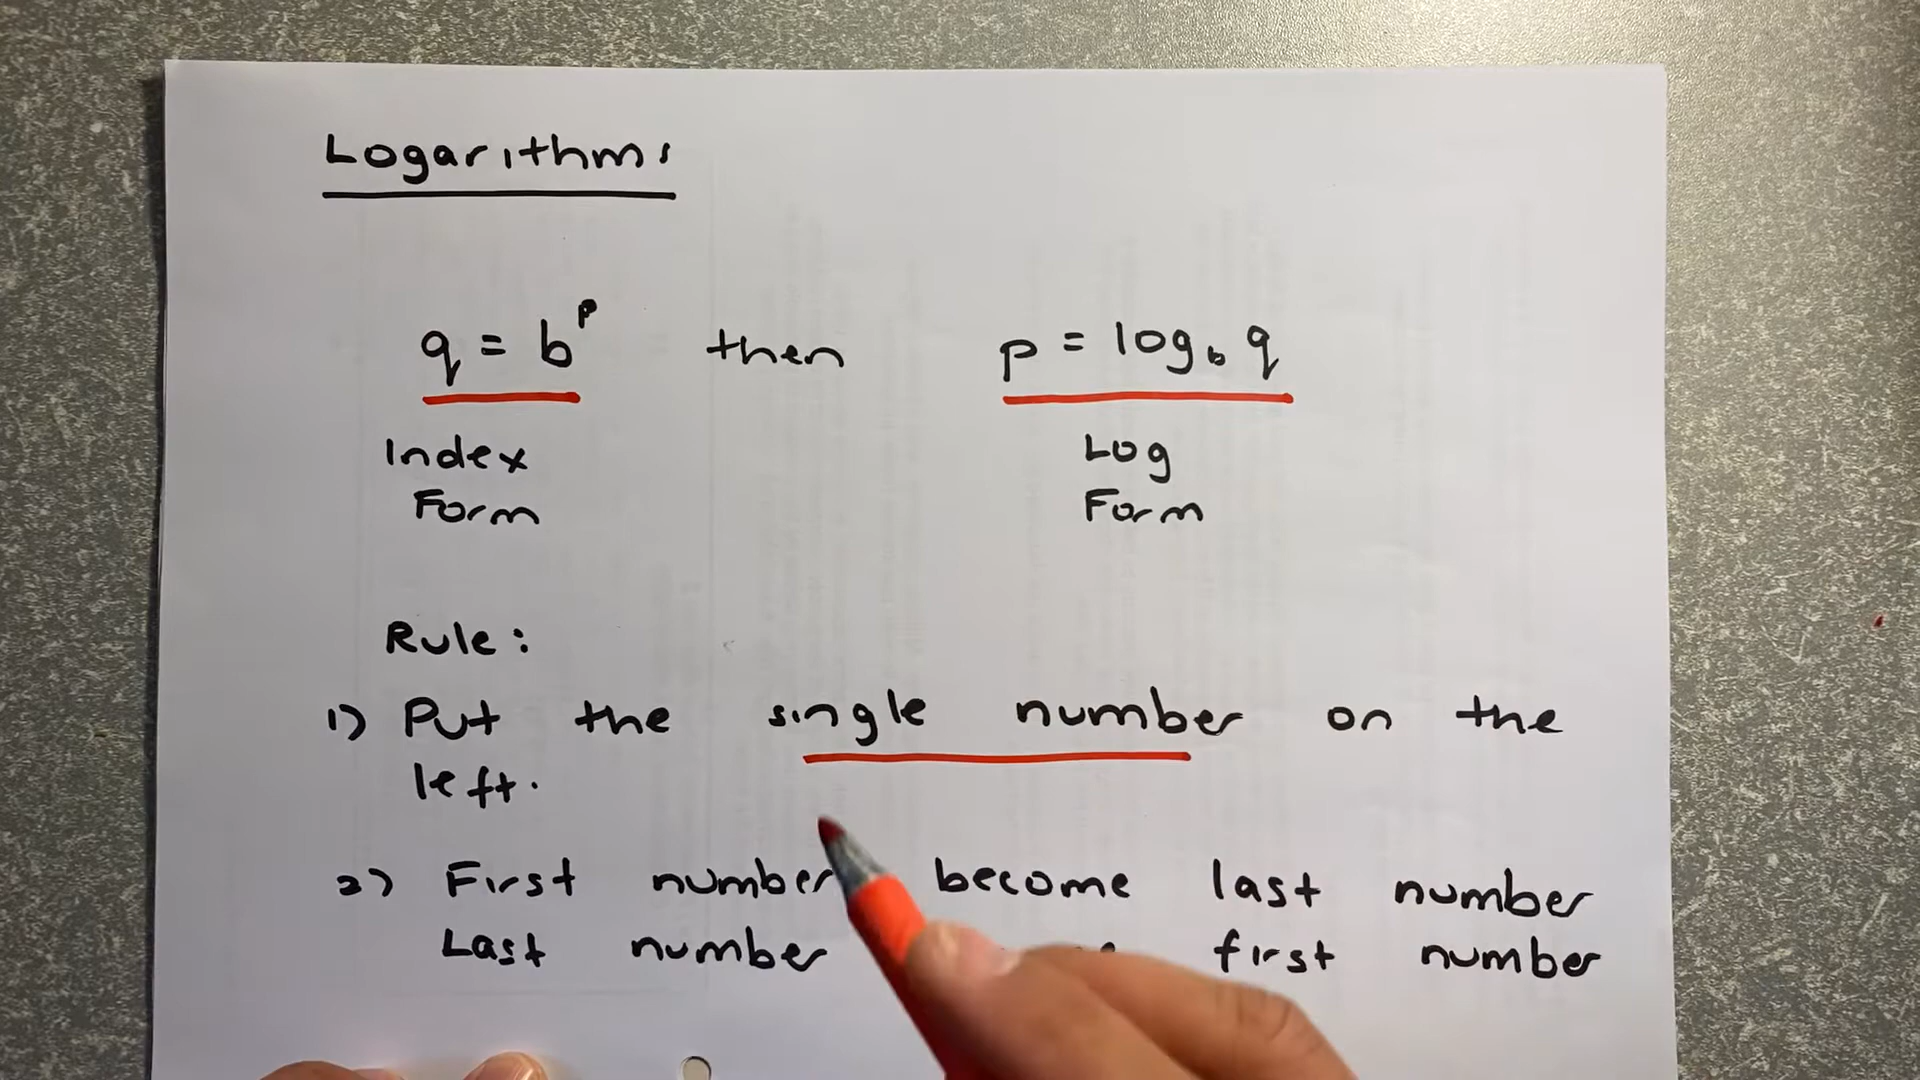 Logarithms
q = b^p then p = log_b q
Index Form
Log Form
Rule:
1) Put the single number on the
left.
2) First number become last number
Last number first number